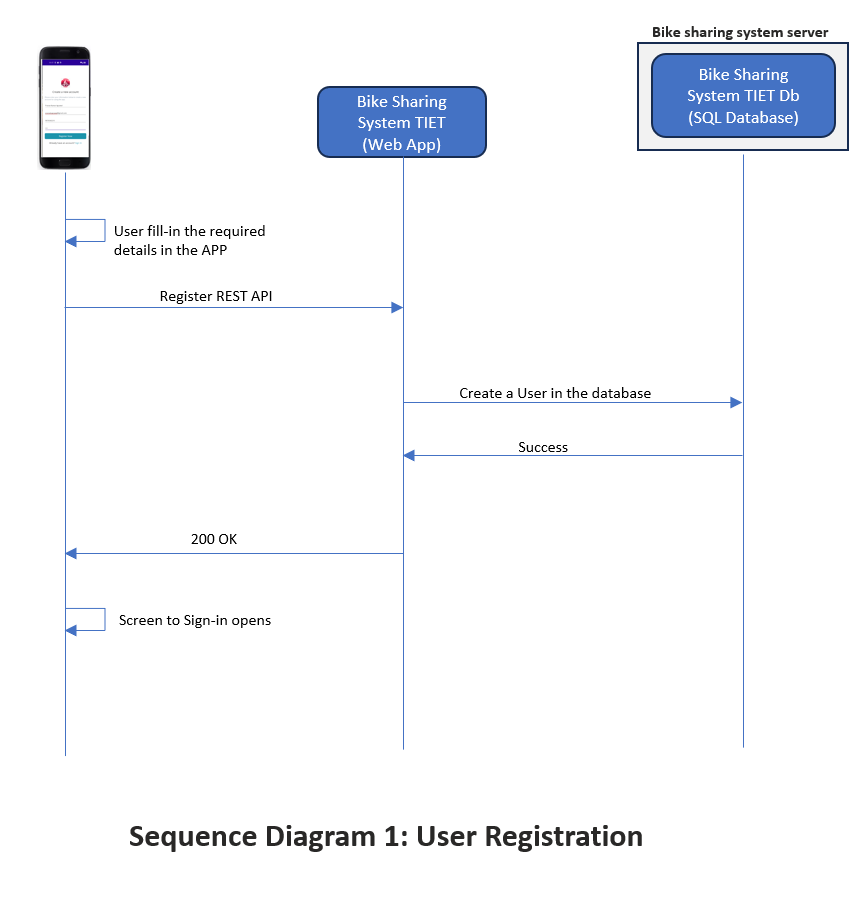 Bike sharing system server
Bike Sharing
System TIET
(Web App)
Bike Sharing
System TIET Db
(SQL Database)
User fill-in the required
details in the APP
Register REST API
Create a User in the database
Success
200 OK
Screen to Sign-in opens
Sequence Diagram 1: User Registration